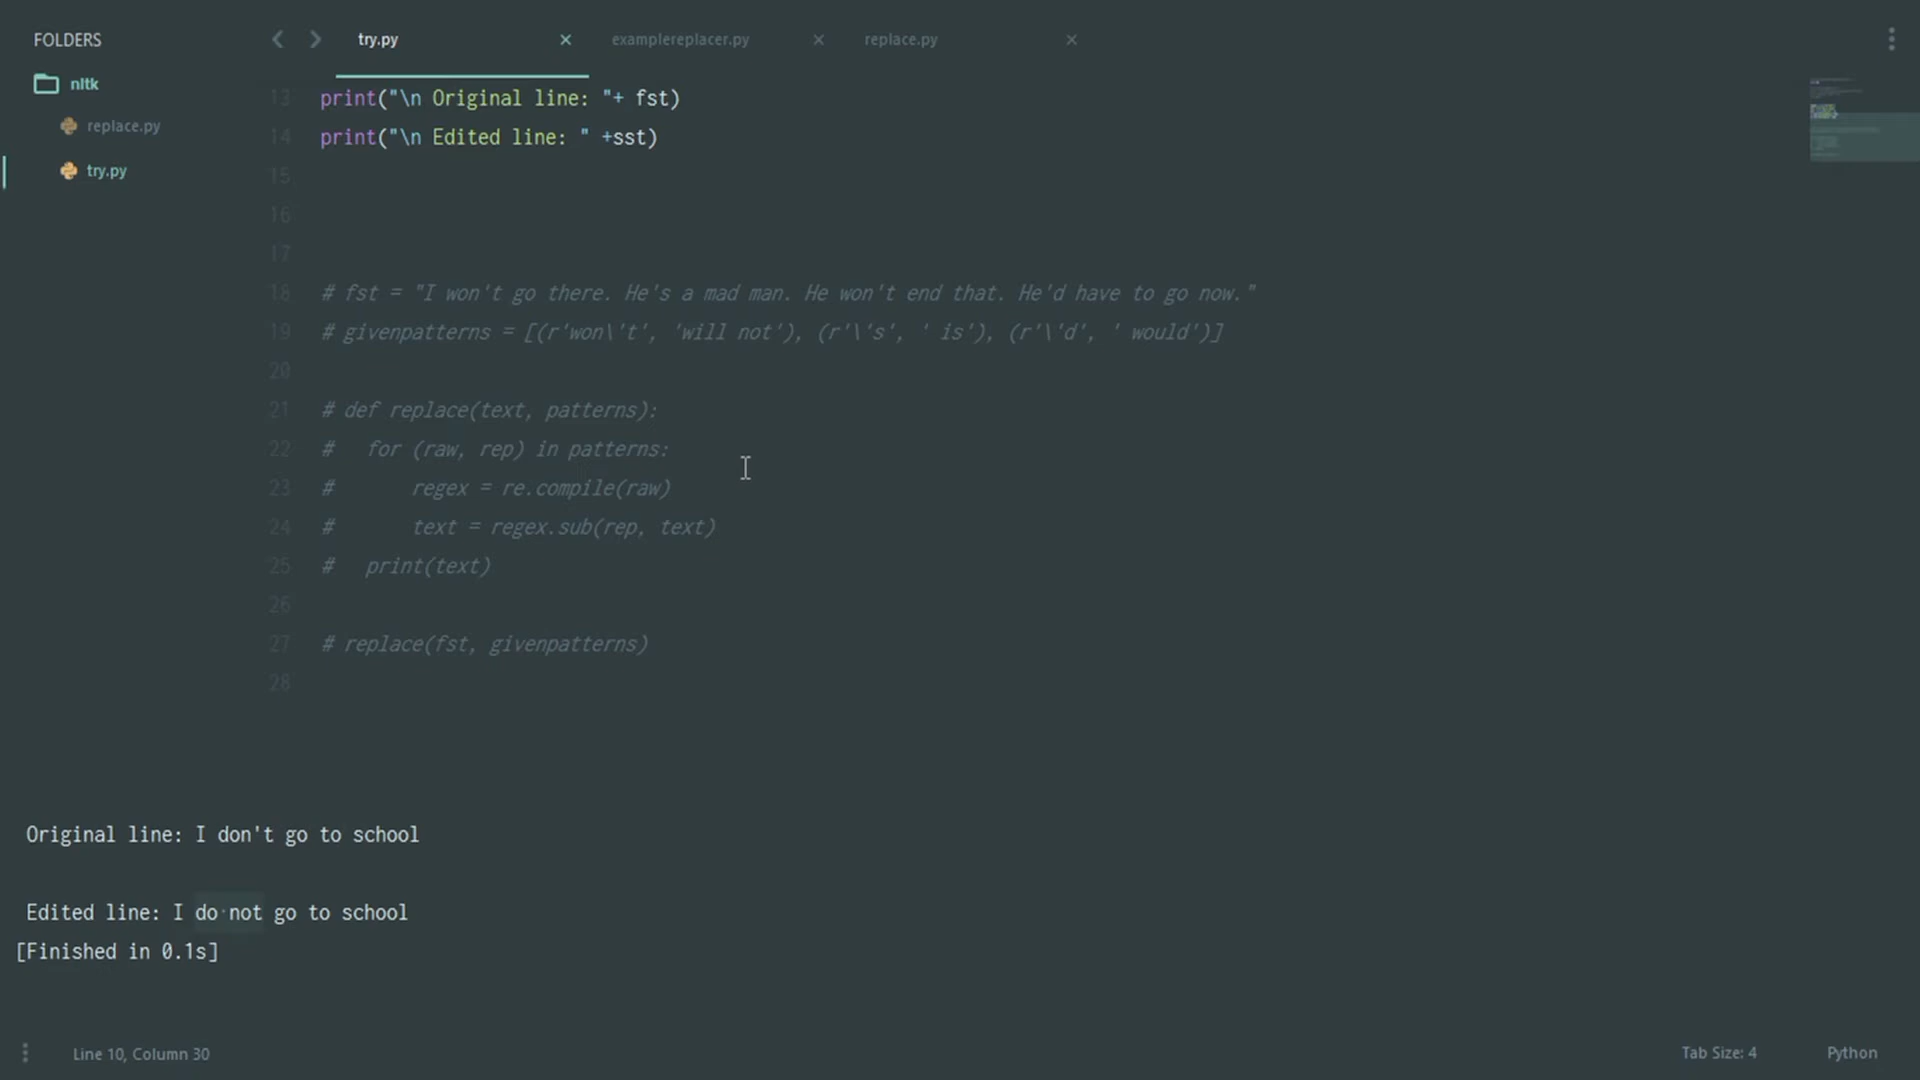 FOLDERS
nltk
replace.py
try.py
try.py
examplereplacer.py
replace.py
13 print("\n Original line: "+ fst)
14 print("\n Edited line: " +sst)
15
16
17
18 # fst = "I won't go there. He's a mad man. He won't end that. He'd have to go now."
19 # givenpatterns = [(r'won\'t', 'will not'), (r'\'s', ' is'), (r'\'d', ' would')]
20
21 # def replace(text, patterns):
22 #   for (raw, rep) in patterns:
23 #       regex = re.compile(raw)
24 #       text = regex.sub(rep, text)
25 #   print(text)
26
27 # replace(fst, givenpatterns)
28
Original line: I don't go to school
Edited line: I do not go to school
[Finished in 0.1s]
Line 10, Column 30
Tab Size: 4
Python